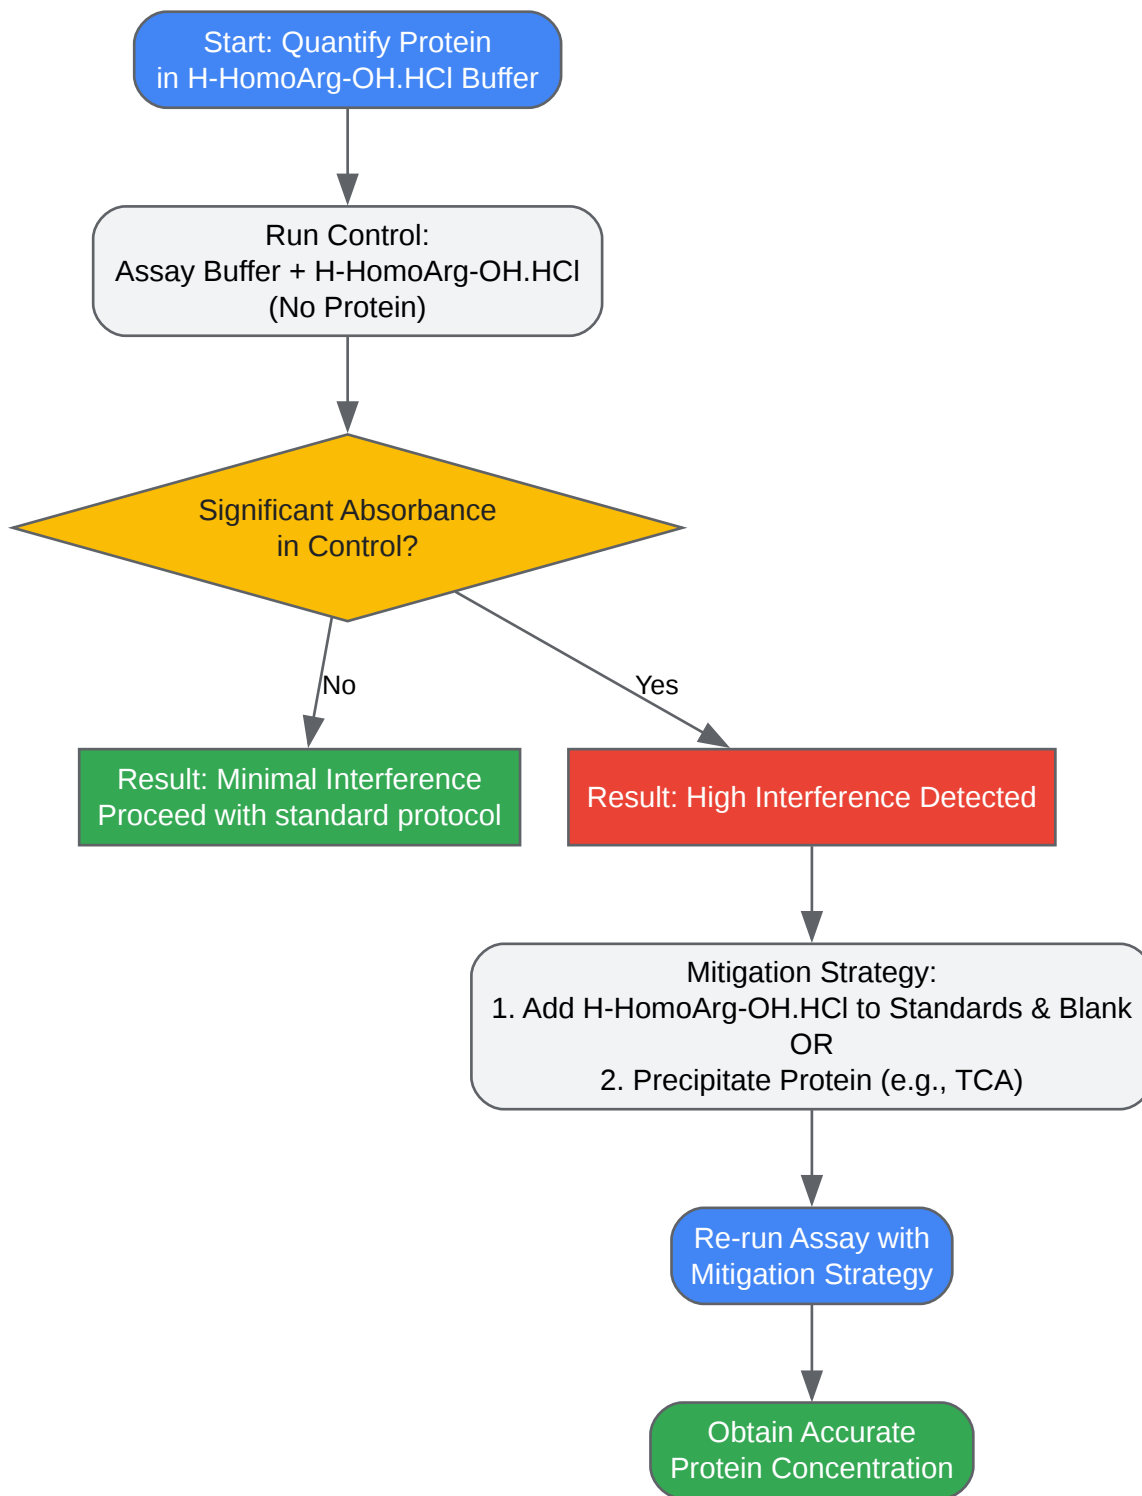 Start: Quantify Protein
in H-HomoArg-OH.HCl Buffer
Run Control:
Assay Buffer + H-HomoArg-OH.HCl
(No Protein)
Significant Absorbance
in Control?
No
Yes
Result: Minimal Interference
Proceed with standard protocol
Result: High Interference Detected
Mitigation Strategy:
1. Add H-HomoArg-OH.HCl to Standards & Blank
OR
2. Precipitate Protein (e.g., TCA)
Re-run Assay with
Mitigation Strategy
Obtain Accurate
Protein Concentration